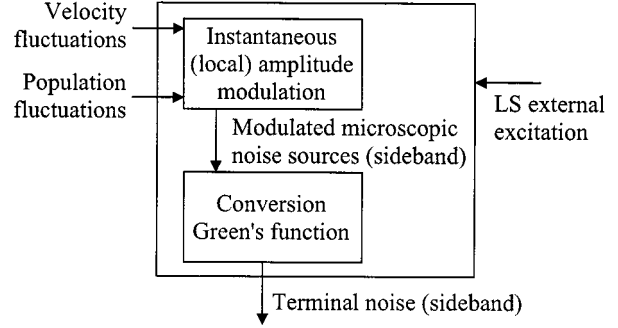 Velocity
fluctuations
Instantaneous
(local) amplitude
modulation
Population
fluctuations
LS external
excitation
Modulated microscopic
noise sources (sideband)
Conversion
Green's function
Terminal noise (sideband)